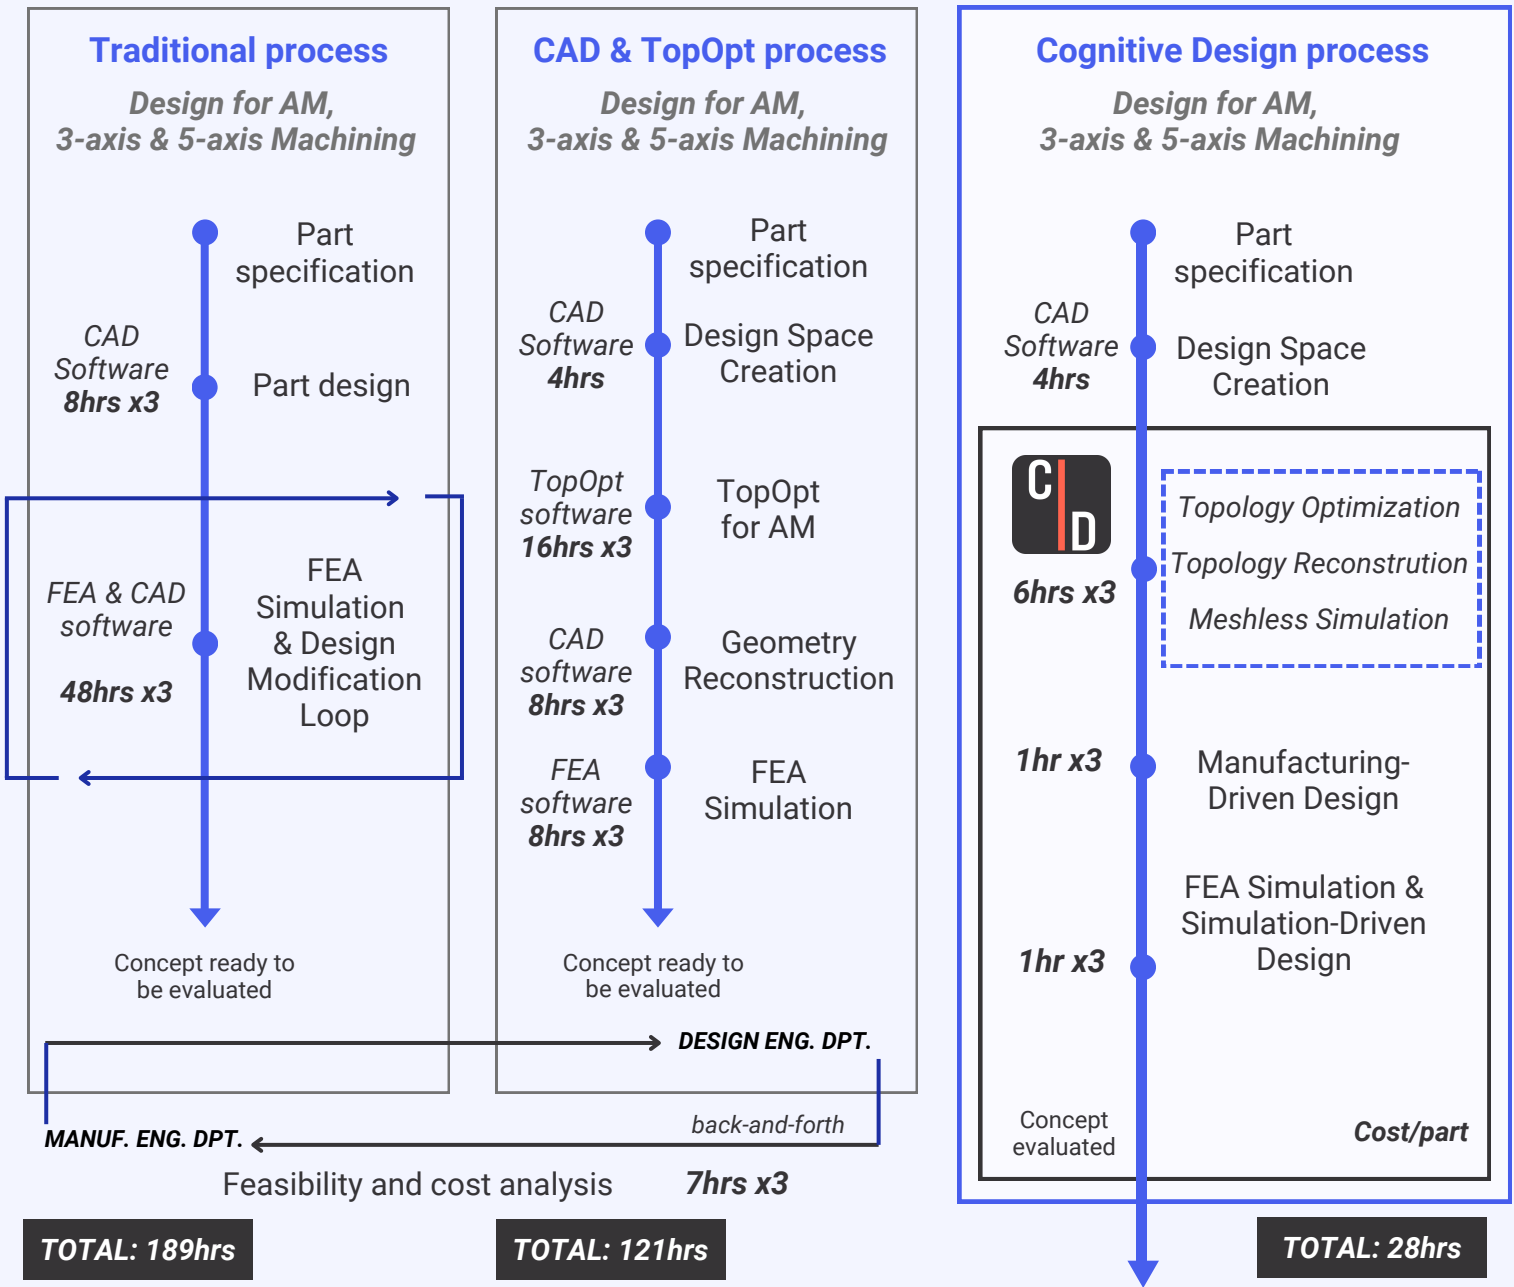 Traditional process
Design for AM,
3-axis & 5-axis Machining
Part
specification
CAD
Software
8hrs x3
Part design
FEA & CAD
software
48hrs x3
FEA
Simulation
& Design
Modification
Loop
Concept ready to
be evaluated
CAD & TopOpt process
Design for AM,
3-axis & 5-axis Machining
Part
specification
CAD
Software
4hrs
Design Space
Creation
TopOpt
software
16hrs x3
TopOpt
for AM
CAD
software
8hrs x3
Geometry
Reconstruction
FEA
software
8hrs x3
FEA
Simulation
Concept ready to
be evaluated
DESIGN ENG. DPT.
back-and-forth
MANUF. ENG. DPT.
Feasibility and cost analysis 7hrs x3
TOTAL: 189hrs
TOTAL: 121hrs
Cognitive Design process
Design for AM,
3-axis & 5-axis Machining
Part
specification
CAD
Software
4hrs
Design Space
Creation
C
D
6hrs x3
Topology Optimization
Topology Reconstrution
Meshless Simulation
1hr x3
Manufacturing-
Driven Design
1hr x3
FEA Simulation &
Simulation-Driven
Design
Concept
evaluated
Cost/part
TOTAL: 28hrs